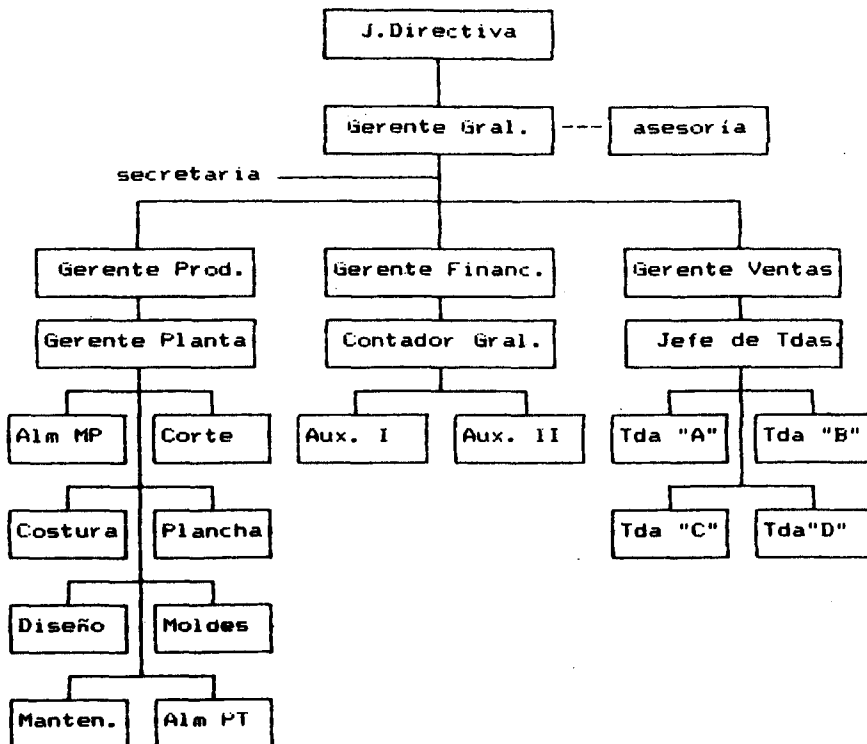 J.Directiva
Gerente Gral. --- asesoría
secretaria
Gerente Prod. Gerente Financ. Gerente Ventas
Gerente Planta Contador Gral. Jefe de Tdas.
Alm MP Corte Aux. I Aux. II Tda "A" Tda "B"
Costura Plancha Tda "C" Tda"D"
Diseño Moldes
Manten. Alm PT